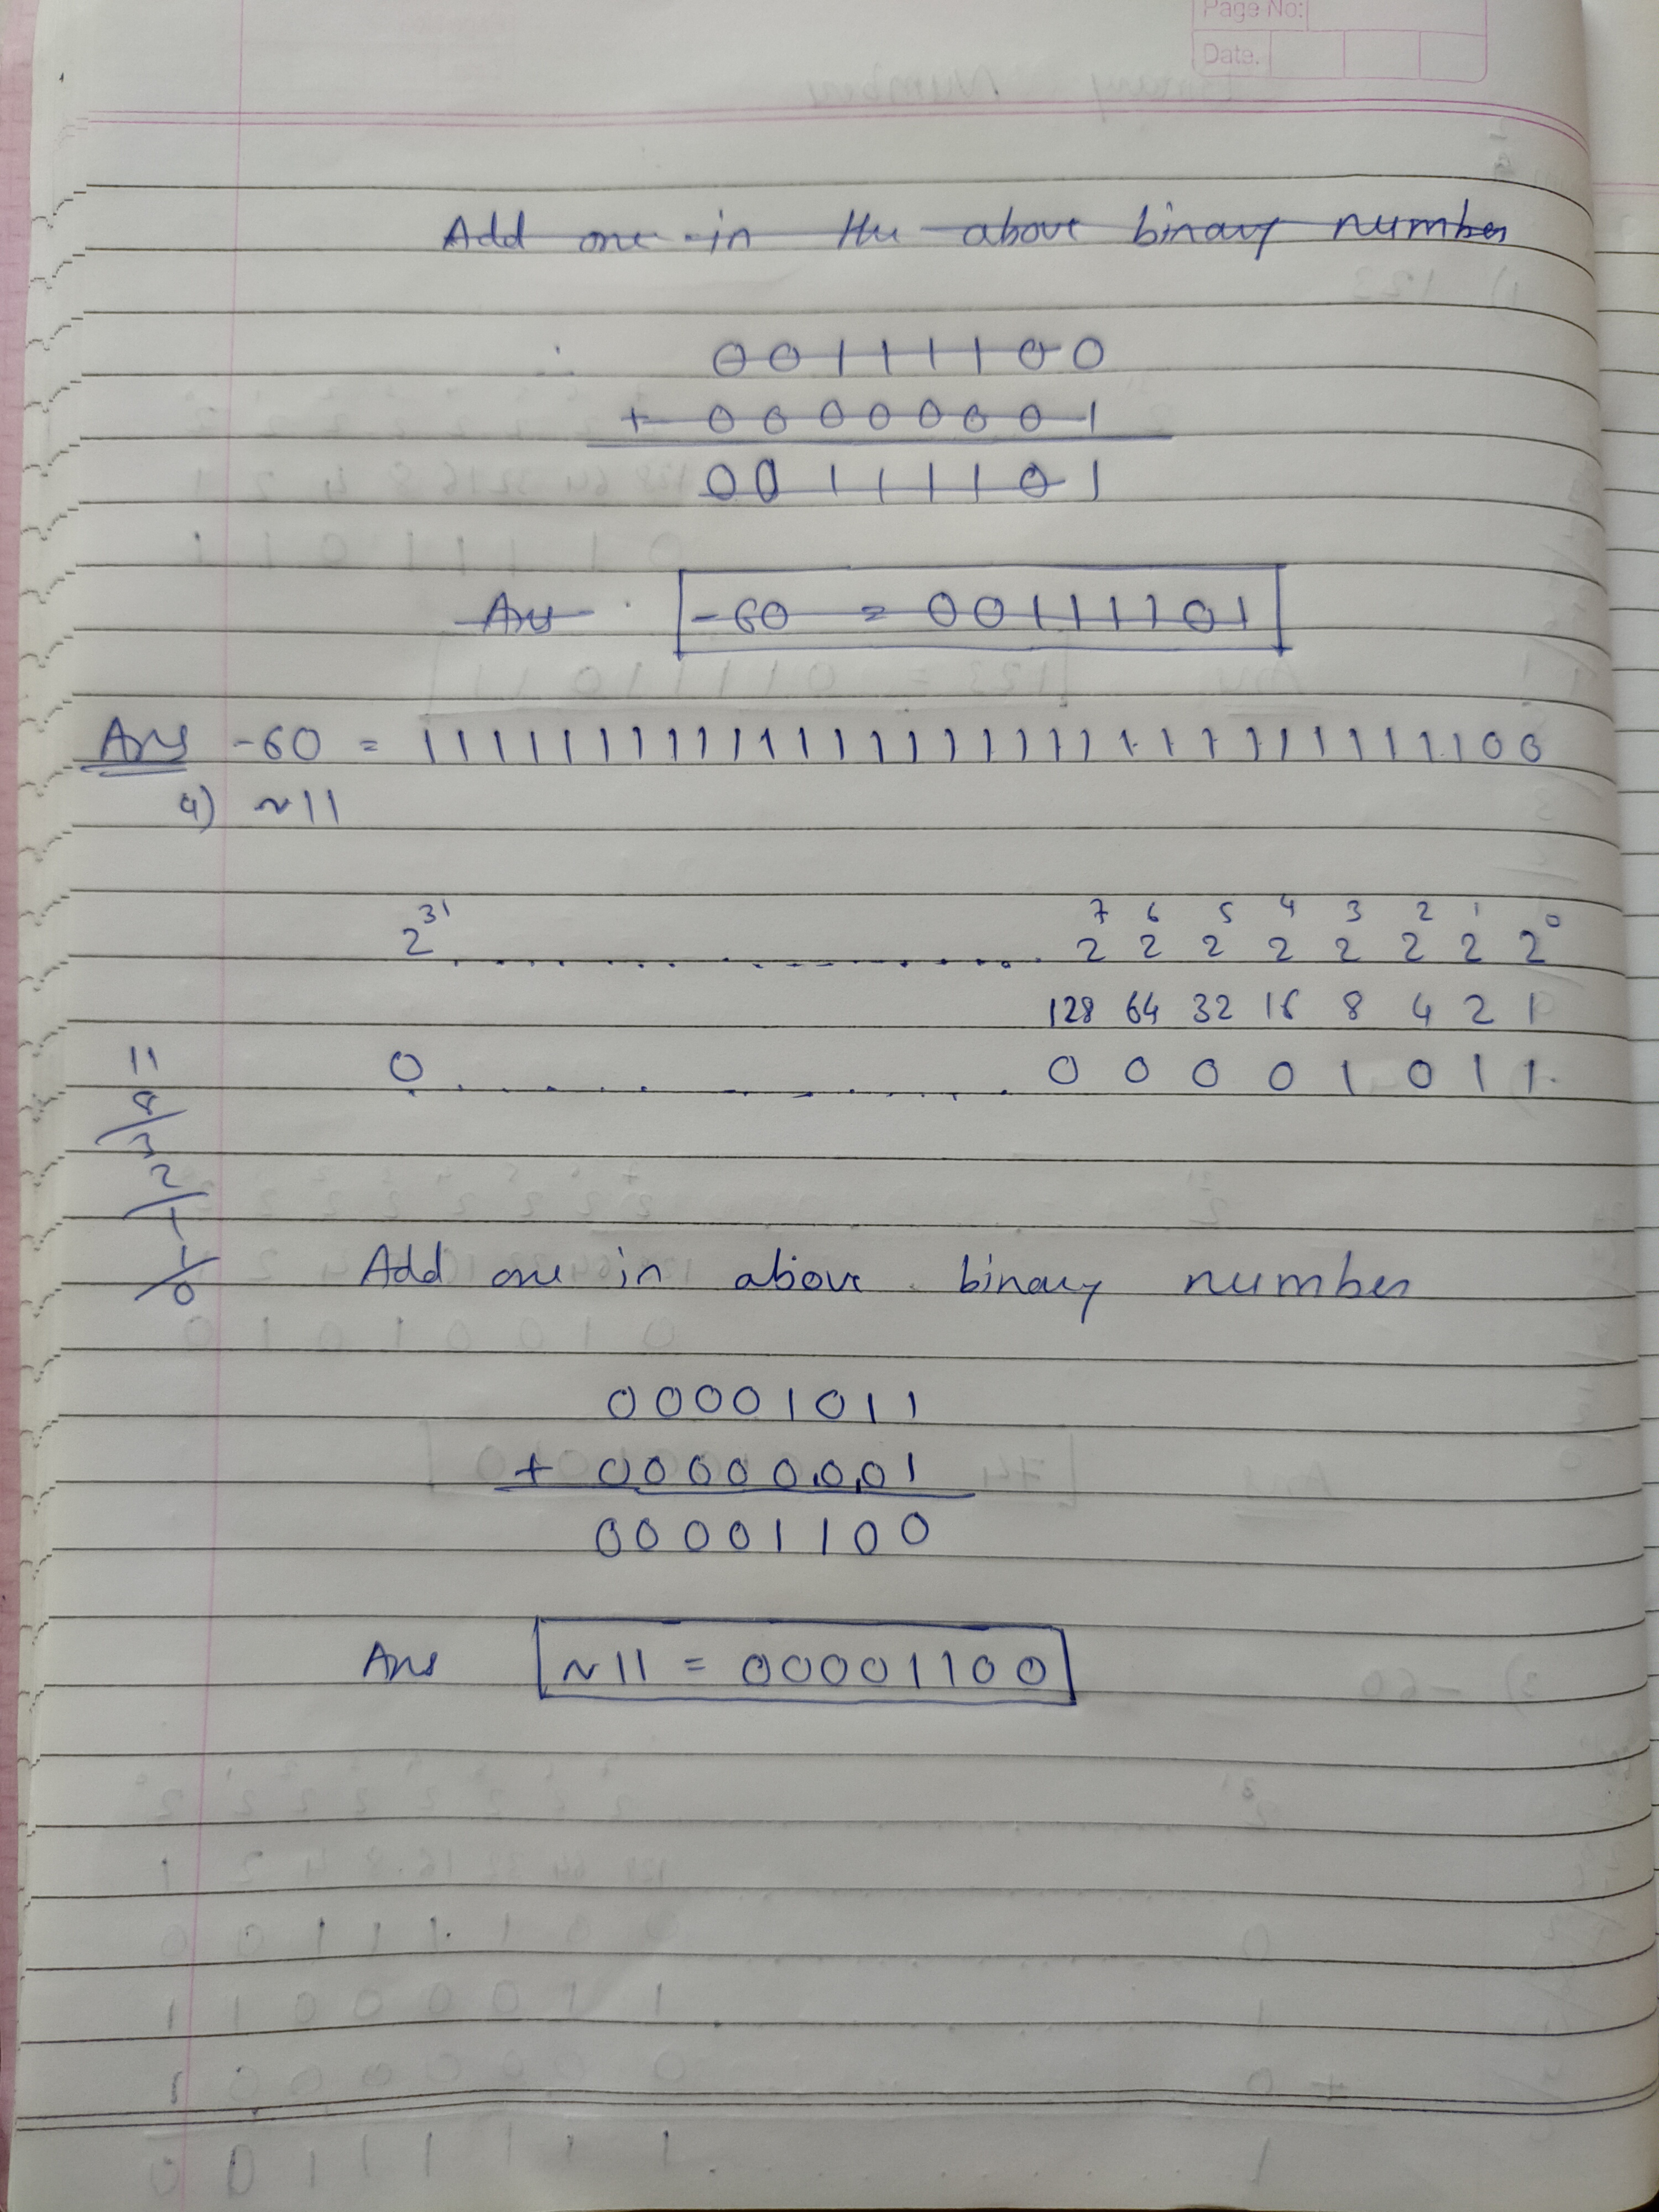 Page No:
Date.
Add one in the above binary number
00111100
+ 00000001
00111101
Ans -60 = 00111101
Ans -60 = 11111111111111111111111111111100
4) ~11
2^31 . . . . . . . . . . . . . 2^7 2^6 2^5 2^4 2^3 2^2 2^1 2^0
128 64 32 16 8 4 2 1
0 . . . . . . . . . . 0 0 0 0 1 0 1 1
11
8
3
2
1
1
0
Add one in above binary number
00001011
+ 00000001
00001100
Ans ~11 = 00001100